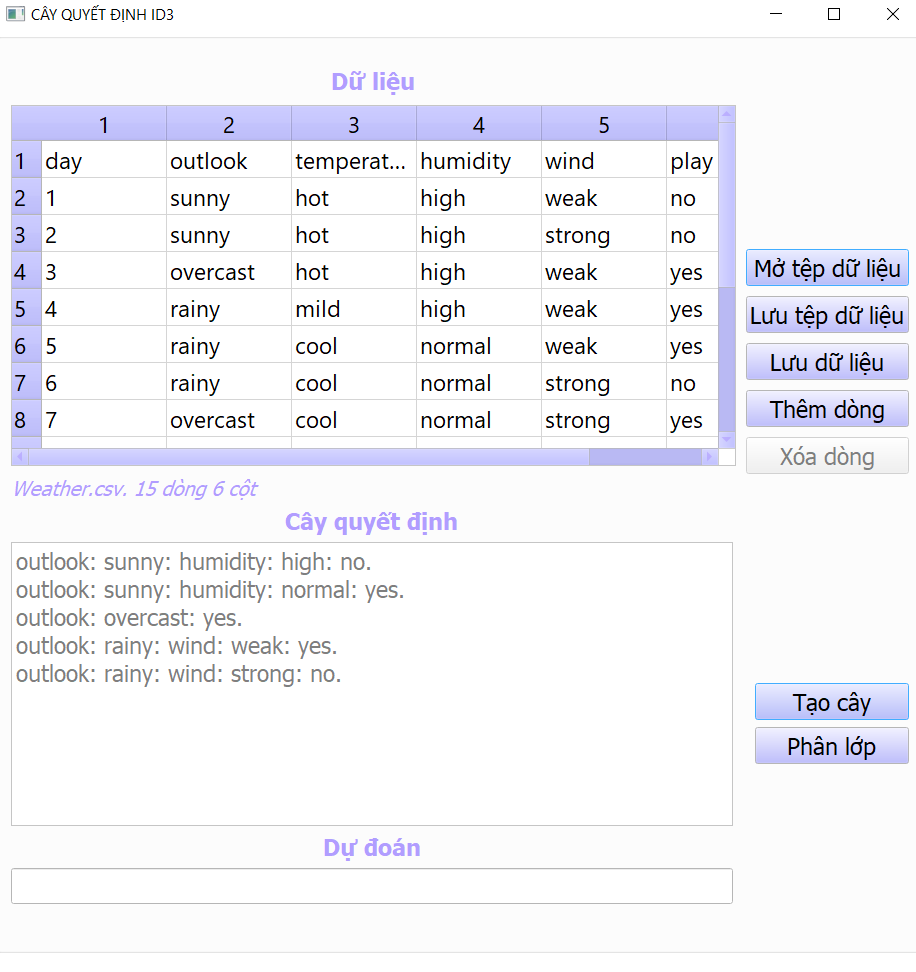 CÂY QUYẾT ĐỊNH ID3
Dữ liệu
1 2 3 4 5
1 day outlook temperat... humidity wind play
2 1 sunny hot high weak no
3 2 sunny hot high strong no
4 3 overcast hot high weak yes
5 4 rainy mild high weak yes
6 5 rainy cool normal weak yes
7 6 rainy cool normal strong no
8 7 overcast cool normal strong yes
Mở tệp dữ liệu
Lưu tệp dữ liệu
Lưu dữ liệu
Thêm dòng
Xóa dòng
Weather.csv. 15 dòng 6 cột
Cây quyết định
outlook: sunny: humidity: high: no.
outlook: sunny: humidity: normal: yes.
outlook: overcast: yes.
outlook: rainy: wind: weak: yes.
outlook: rainy: wind: strong: no.
Tạo cây
Phân lớp
Dự đoán